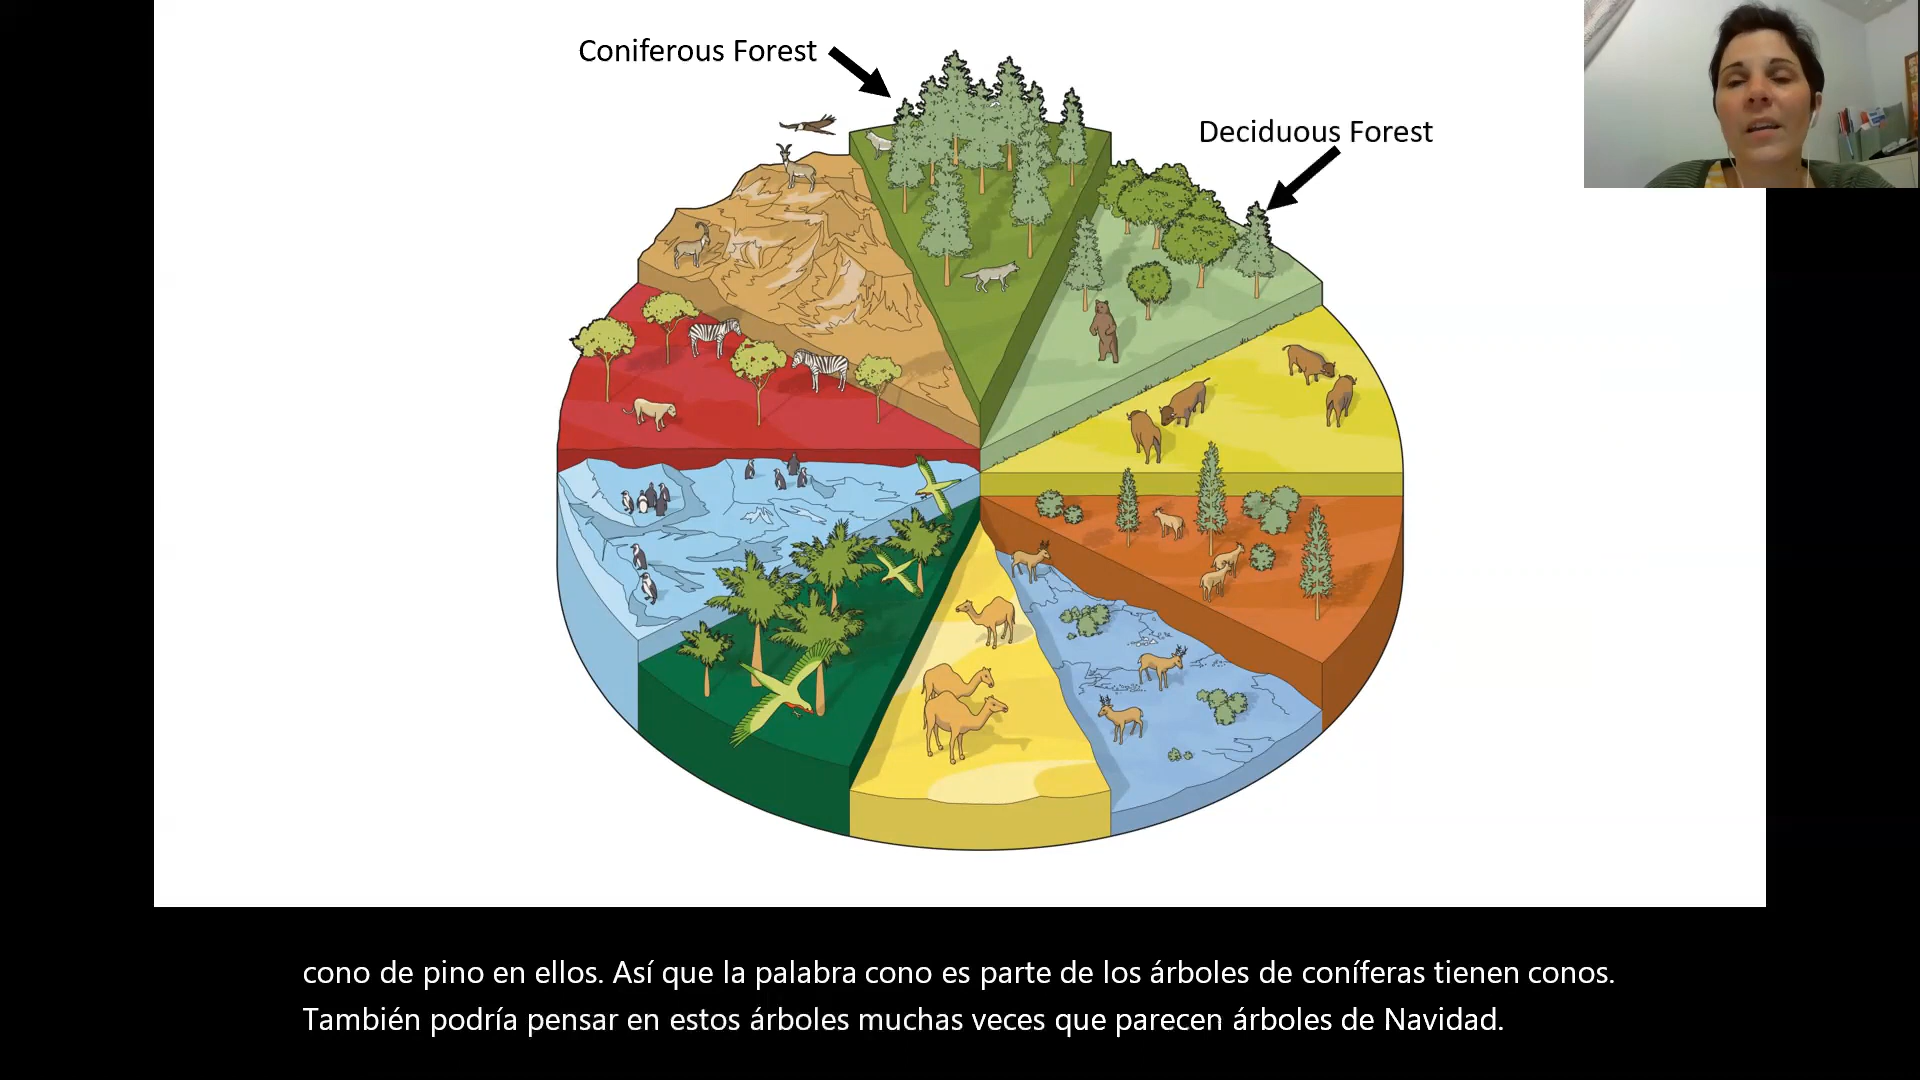 Coniferous Forest
Deciduous Forest
cono de pino en ellos. Así que la palabra cono es parte de los árboles de coníferas tienen conos.
También podría pensar en estos árboles muchas veces que parecen árboles de Navidad.